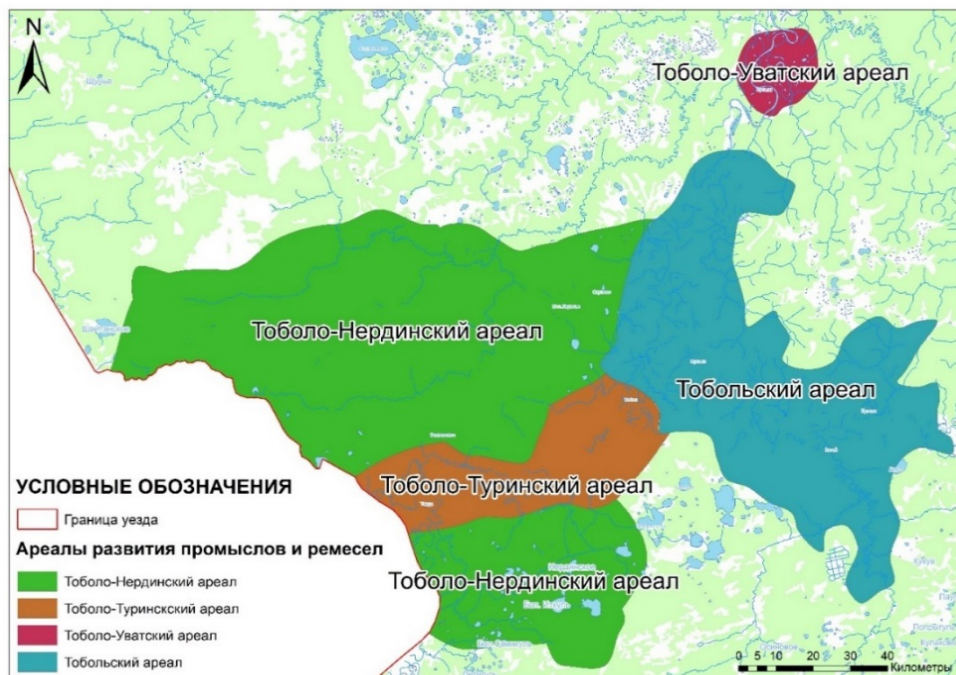 N
Тоболо-Уватский ареал
Тоболо-Нердинский ареал
Тобольский ареал
Тоболо-Туринский ареал
Тоболо-Нердинский ареал
Нердинское
УСЛОВНЫЕ ОБОЗНАЧЕНИЯ
Граница уезда
Ареалы развития промыслов и ремесел
Тоболо-Нердинский ареал
Тоболо-Туринскский ареал
Тоболо-Уватский ареал
Тобольский ареал
0 5 10 20 30 40
Километры